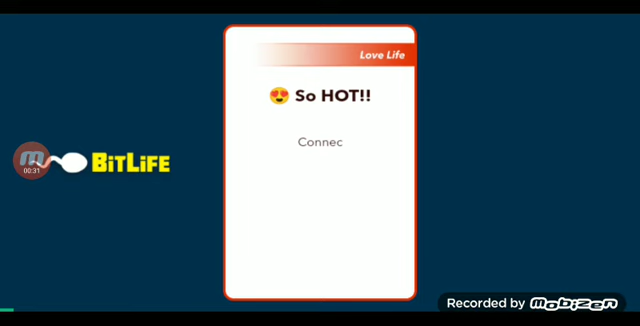 Love Life
😍 So HOT!!
Connec
00:31
BITLIFE
Recorded by mobizen